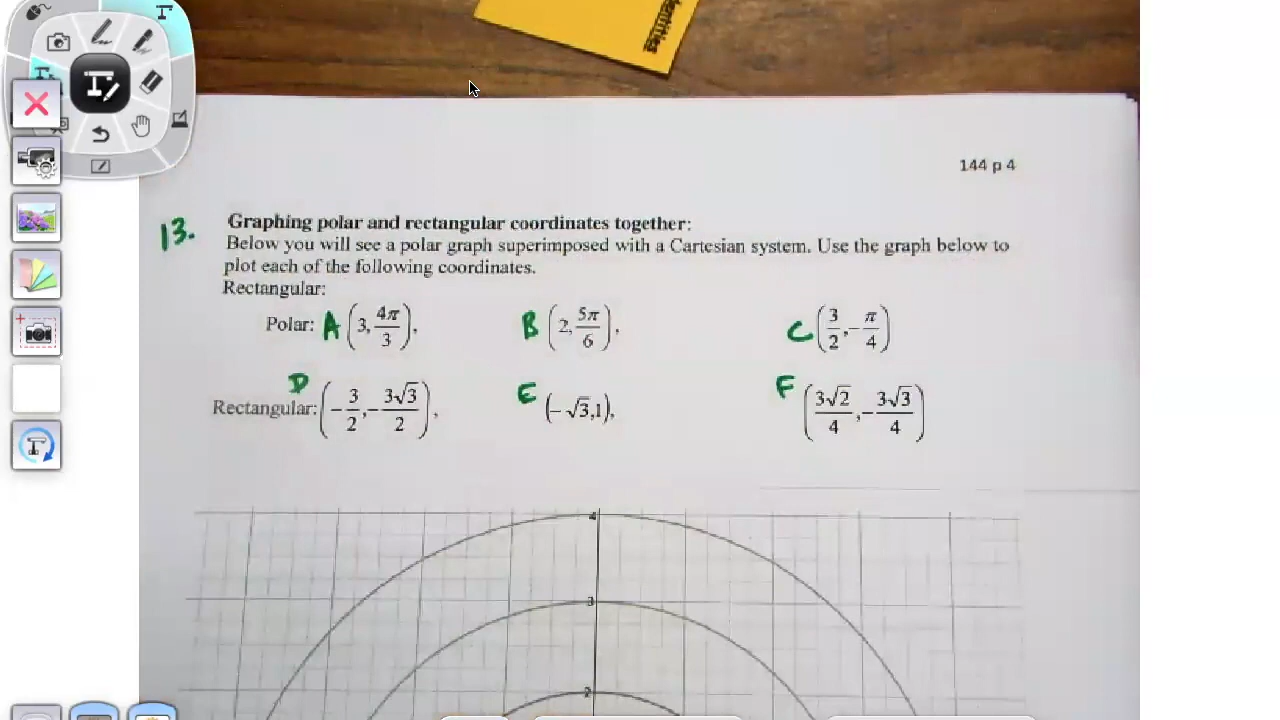 identities
144 p 4
13. Graphing polar and rectangular coordinates together:
Below you will see a polar graph superimposed with a Cartesian system. Use the graph below to
plot each of the following coordinates.
Rectangular:
Polar: A (3, 4π/3), B (2, 5π/6), C (3/2, -π/4)
D E F
Rectangular: (-3/2, -3√3/2), (-√3,1), (3√2/4, -3√3/4)
4
3
2